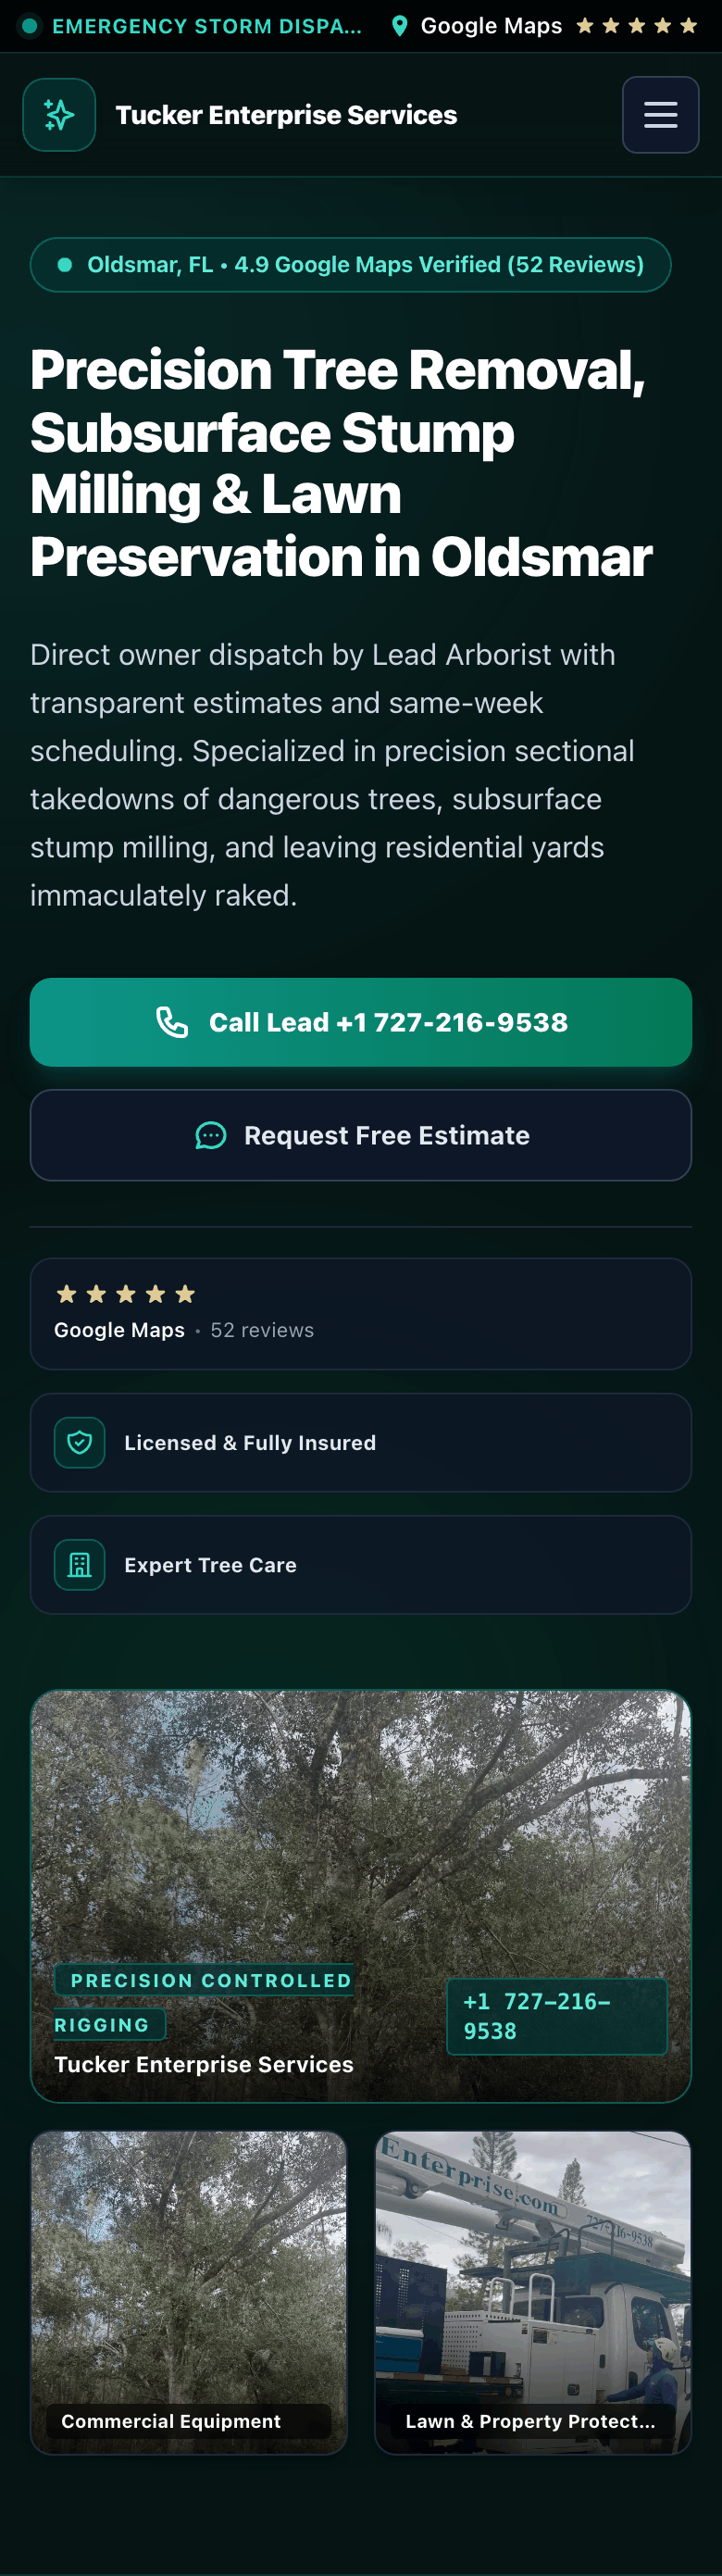 EMERGENCY STORM DISPA...
Google Maps
Tucker Enterprise Services
Oldsmar, FL • 4.9 Google Maps Verified (52 Reviews)
Precision Tree Removal,
Subsurface Stump
Milling & Lawn
Preservation in Oldsmar
Direct owner dispatch by Lead Arborist with
transparent estimates and same-week
scheduling. Specialized in precision sectional
takedowns of dangerous trees, subsurface
stump milling, and leaving residential yards
immaculately raked.
Call Lead +1 727-216-9538
Request Free Estimate
Google Maps • 52 reviews
Licensed & Fully Insured
Expert Tree Care
PRECISION CONTROLLED
RIGGING
Tucker Enterprise Services
+1 727-216-
9538
Enterprise.com
727-216-9538
Commercial Equipment
Lawn & Property Protect...